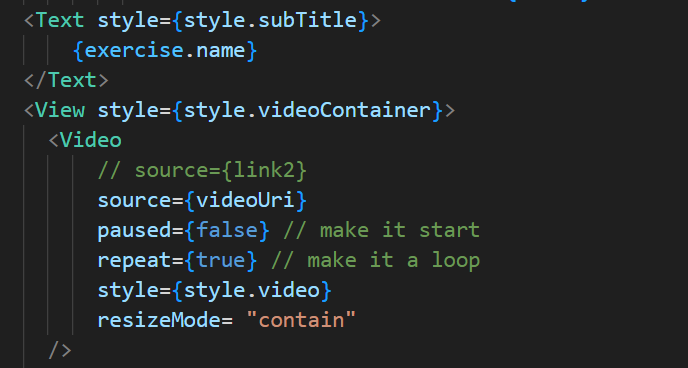 <Text style={style.subTitle}>
{exercise.name}
</Text>
<View style={style.videoContainer}>
<Video
// source={link2}
source={videoUri}
paused={false} // make it start
repeat={true} // make it a loop
style={style.video}
resizeMode= "contain"
/>